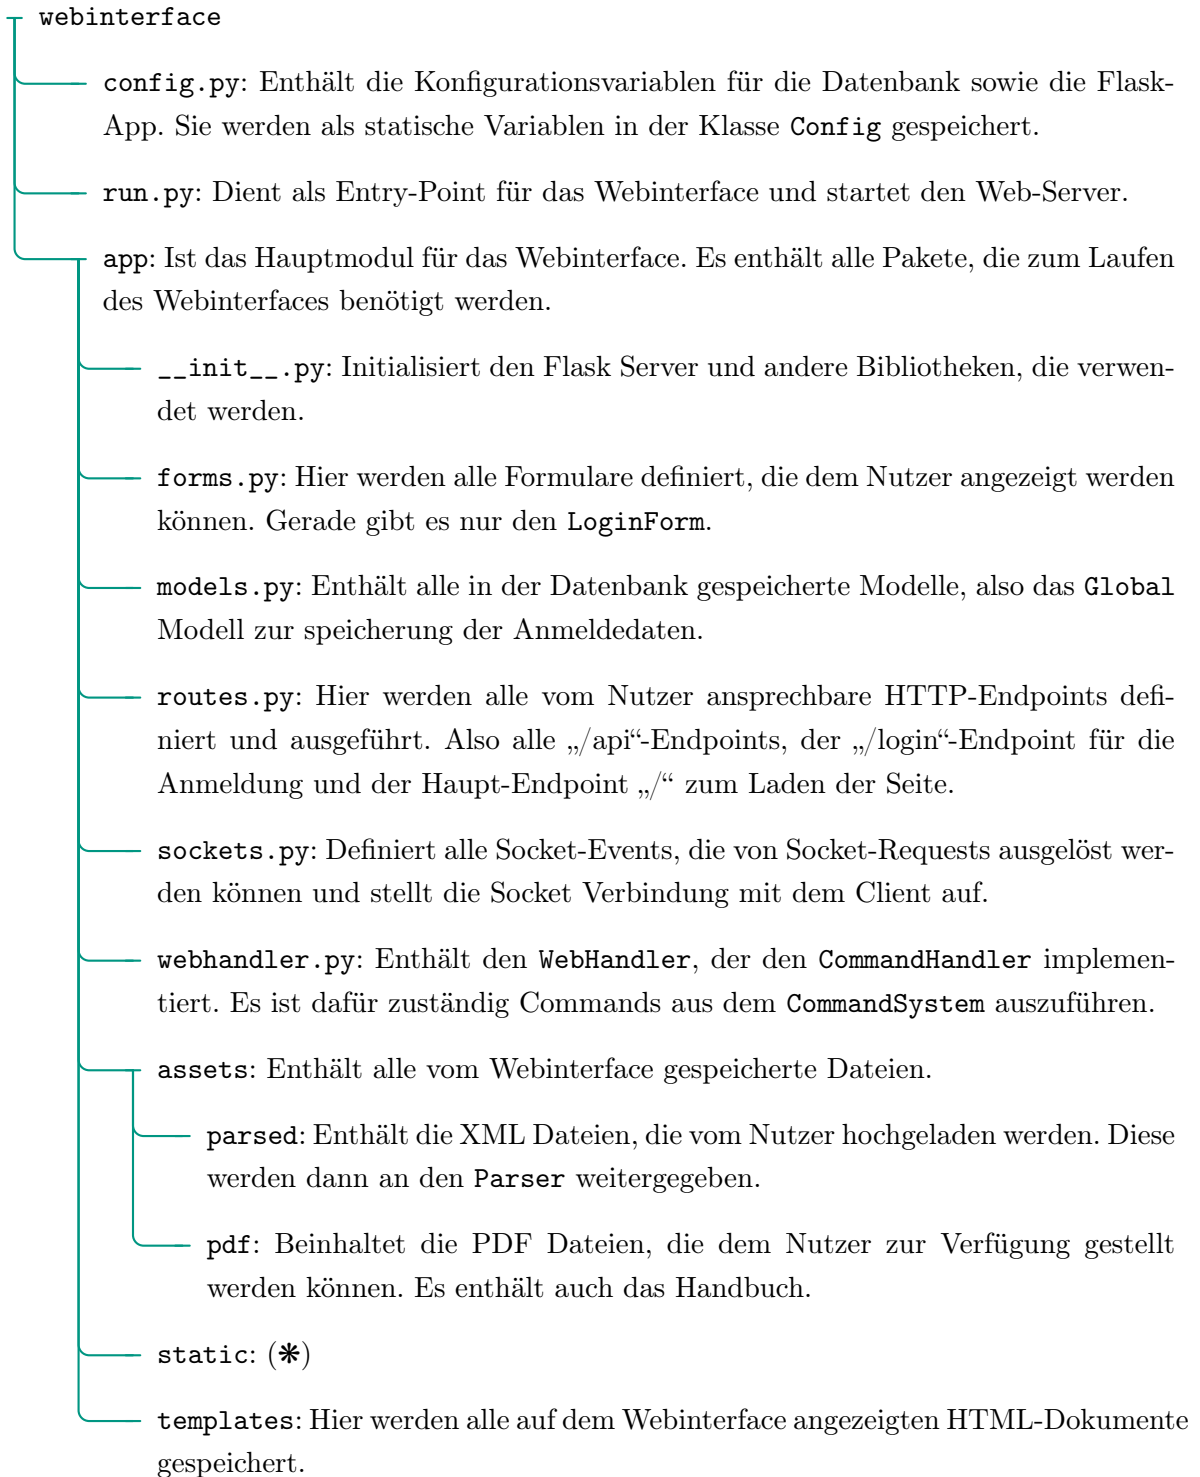 webinterface
config.py: Enthält die Konfigurationsvariablen für die Datenbank sowie die Flask-
App. Sie werden als statische Variablen in der Klasse Config gespeichert.
run.py: Dient als Entry-Point für das Webinterface und startet den Web-Server.
app: Ist das Hauptmodul für das Webinterface. Es enthält alle Pakete, die zum Laufen
des Webinterfaces benötigt werden.
__init__.py: Initialisiert den Flask Server und andere Bibliotheken, die verwen-
det werden.
forms.py: Hier werden alle Formulare definiert, die dem Nutzer angezeigt werden
können. Gerade gibt es nur den LoginForm.
models.py: Enthält alle in der Datenbank gespeicherte Modelle, also das Global
Modell zur speicherung der Anmeldedaten.
routes.py: Hier werden alle vom Nutzer ansprechbare HTTP-Endpoints defi-
niert und ausgeführt. Also alle „/api“-Endpoints, der „/login“-Endpoint für die
Anmeldung und der Haupt-Endpoint „/“ zum Laden der Seite.
sockets.py: Definiert alle Socket-Events, die von Socket-Requests ausgelöst wer-
den können und stellt die Socket Verbindung mit dem Client auf.
webhandler.py: Enthält den WebHandler, der den CommandHandler implemen-
tiert. Es ist dafür zuständig Commands aus dem CommandSystem auszuführen.
assets: Enthält alle vom Webinterface gespeicherte Dateien.
parsed: Enthält die XML Dateien, die vom Nutzer hochgeladen werden. Diese
werden dann an den Parser weitergegeben.
pdf: Beinhaltet die PDF Dateien, die dem Nutzer zur Verfügung gestellt
werden können. Es enthält auch das Handbuch.
static: (❋)
templates: Hier werden alle auf dem Webinterface angezeigten HTML-Dokumente
gespeichert.